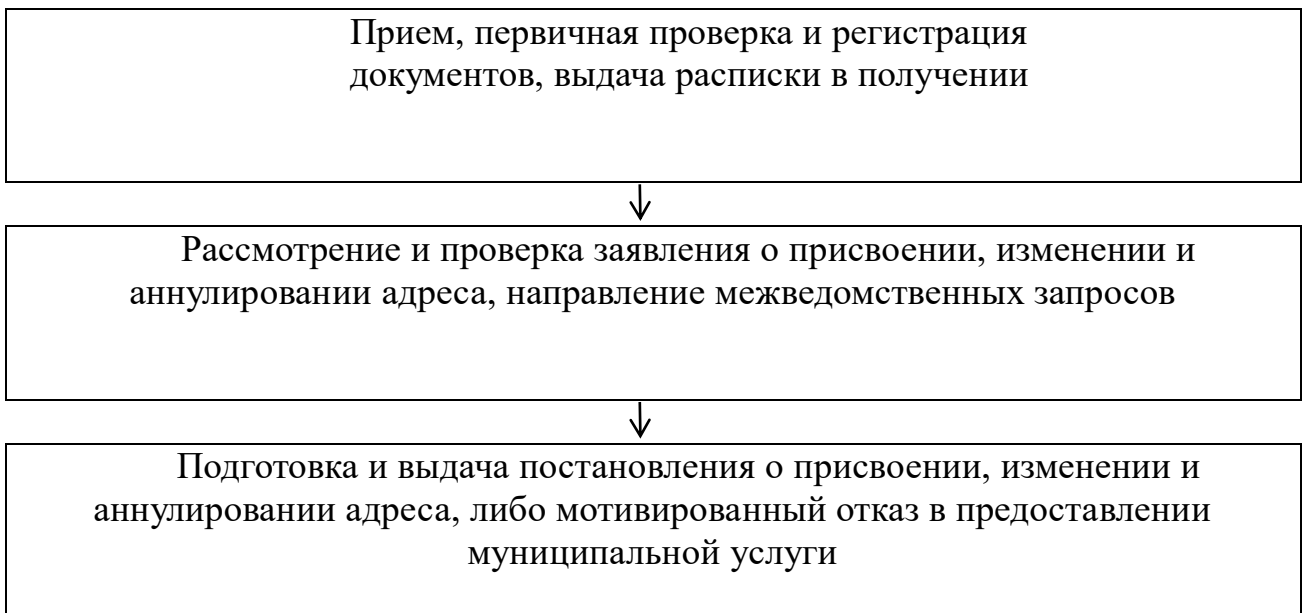 Прием, первичная проверка и регистрация
документов, выдача расписки в получении
Рассмотрение и проверка заявления о присвоении, изменении и
аннулировании адреса, направление межведомственных запросов
Подготовка и выдача постановления о присвоении, изменении и
аннулировании адреса, либо мотивированный отказ в предоставлении
муниципальной услуги